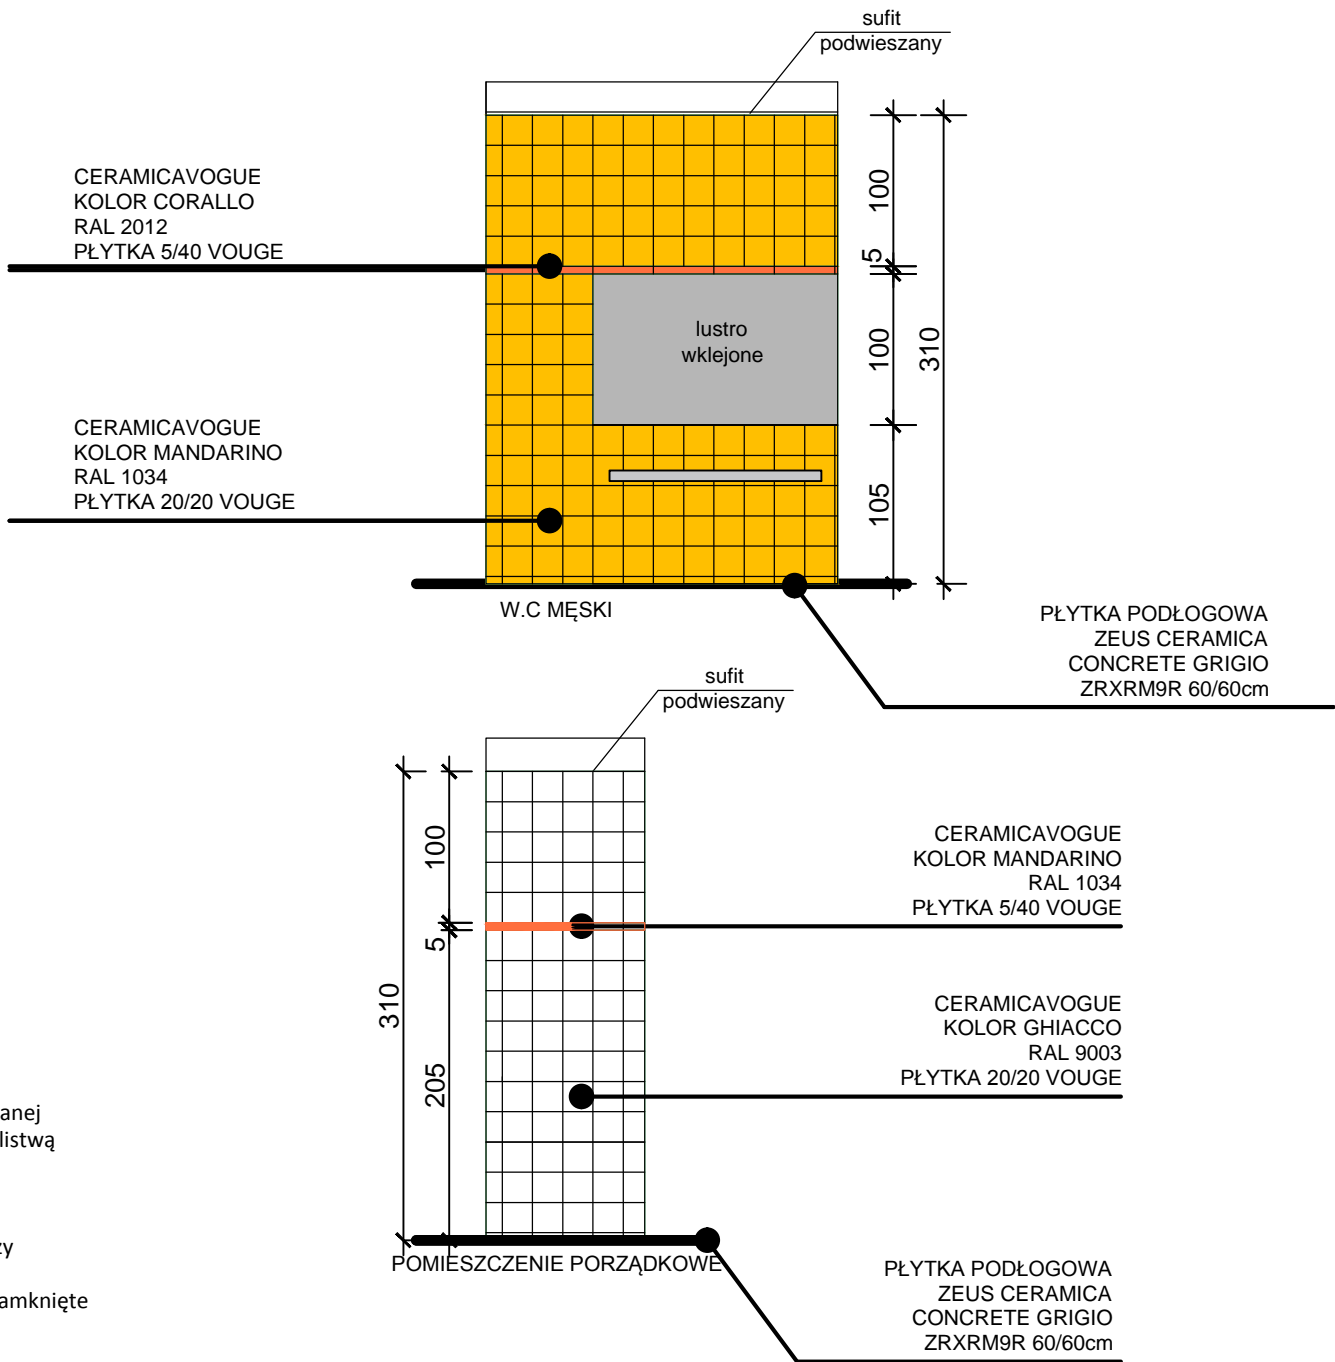 sufit
podwieszany
CERAMICAVOGUE
KOLOR CORALLO
RAL 2012
PŁYTKA 5/40 VOUGE
100
5
100
310
105
lustro
wklejone
CERAMICAVOGUE
KOLOR MANDARINO
RAL 1034
PŁYTKA 20/20 VOUGE
W.C MĘSKI
PŁYTKA PODŁOGOWA
ZEUS CERAMICA
CONCRETE GRIGIO
ZRXRM9R 60/60cm
sufit
podwieszany
100
5
310
205
CERAMICAVOGUE
KOLOR MANDARINO
RAL 1034
PŁYTKA 5/40 VOUGE
CERAMICAVOGUE
KOLOR GHIACCO
RAL 9003
PŁYTKA 20/20 VOUGE
anej
listwą
zy
amknięte
POMIESZCZENIE PORZĄDKOWE
PŁYTKA PODŁOGOWA
ZEUS CERAMICA
CONCRETE GRIGIO
ZRXRM9R 60/60cm